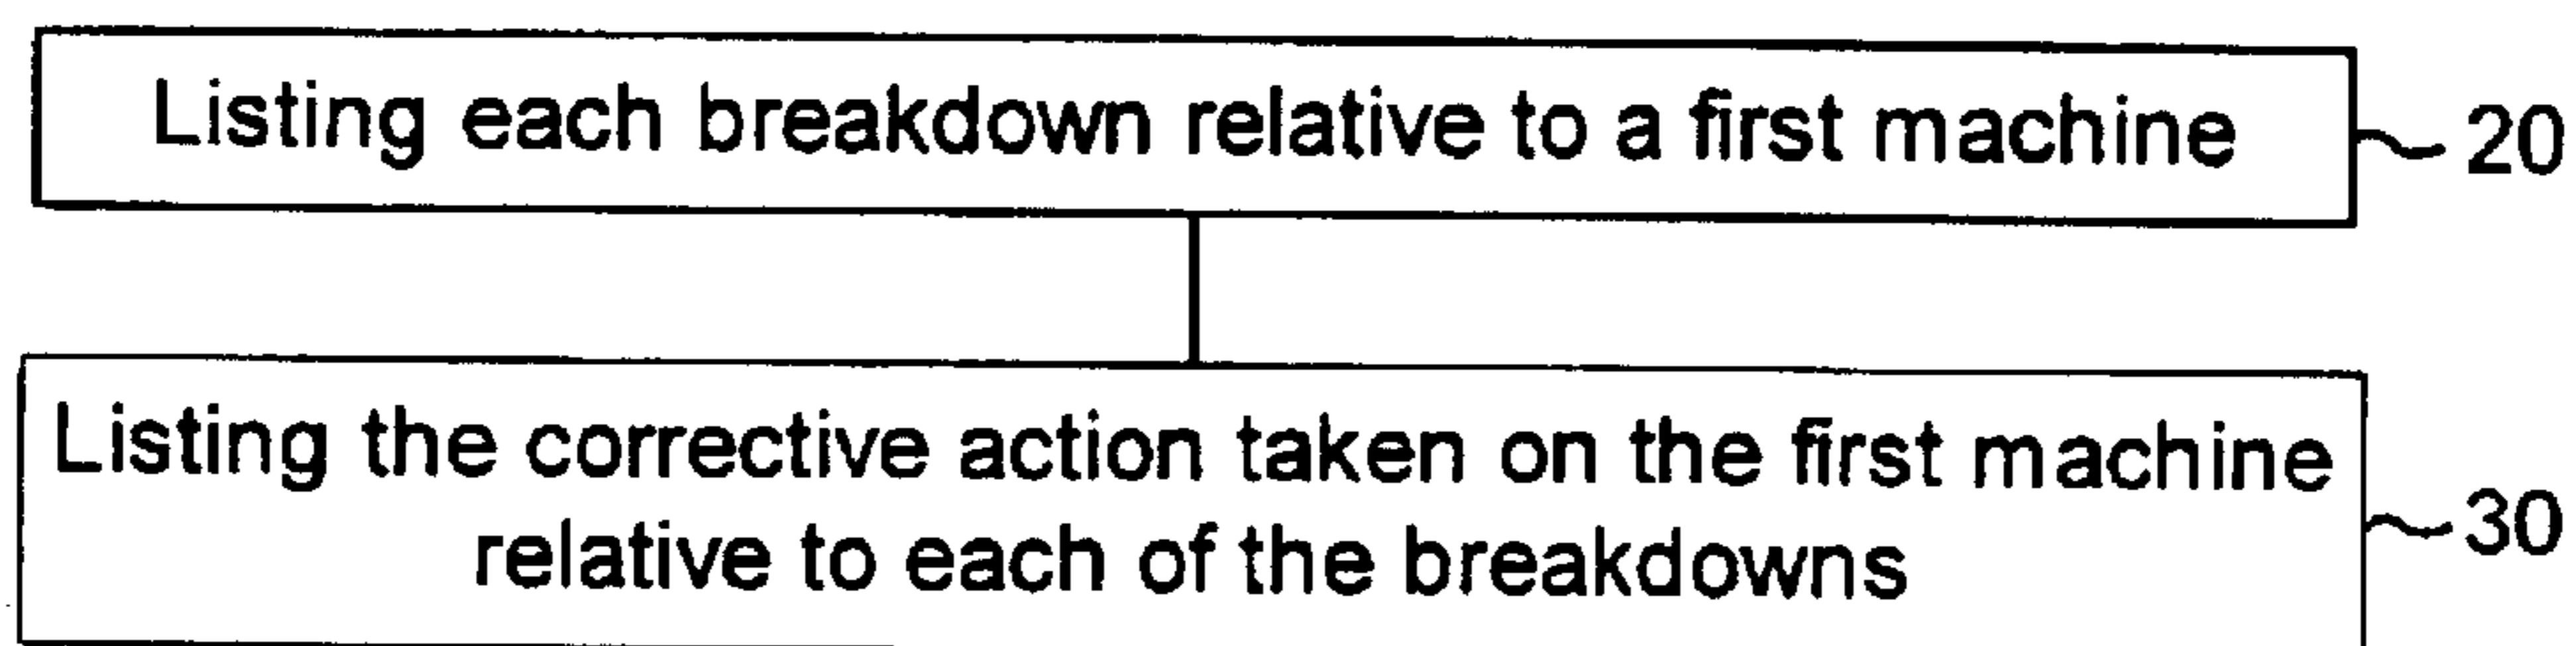 Listing each breakdown relative to a first machine
20
Listing the corrective action taken on the first machine
relative to each of the breakdowns
30